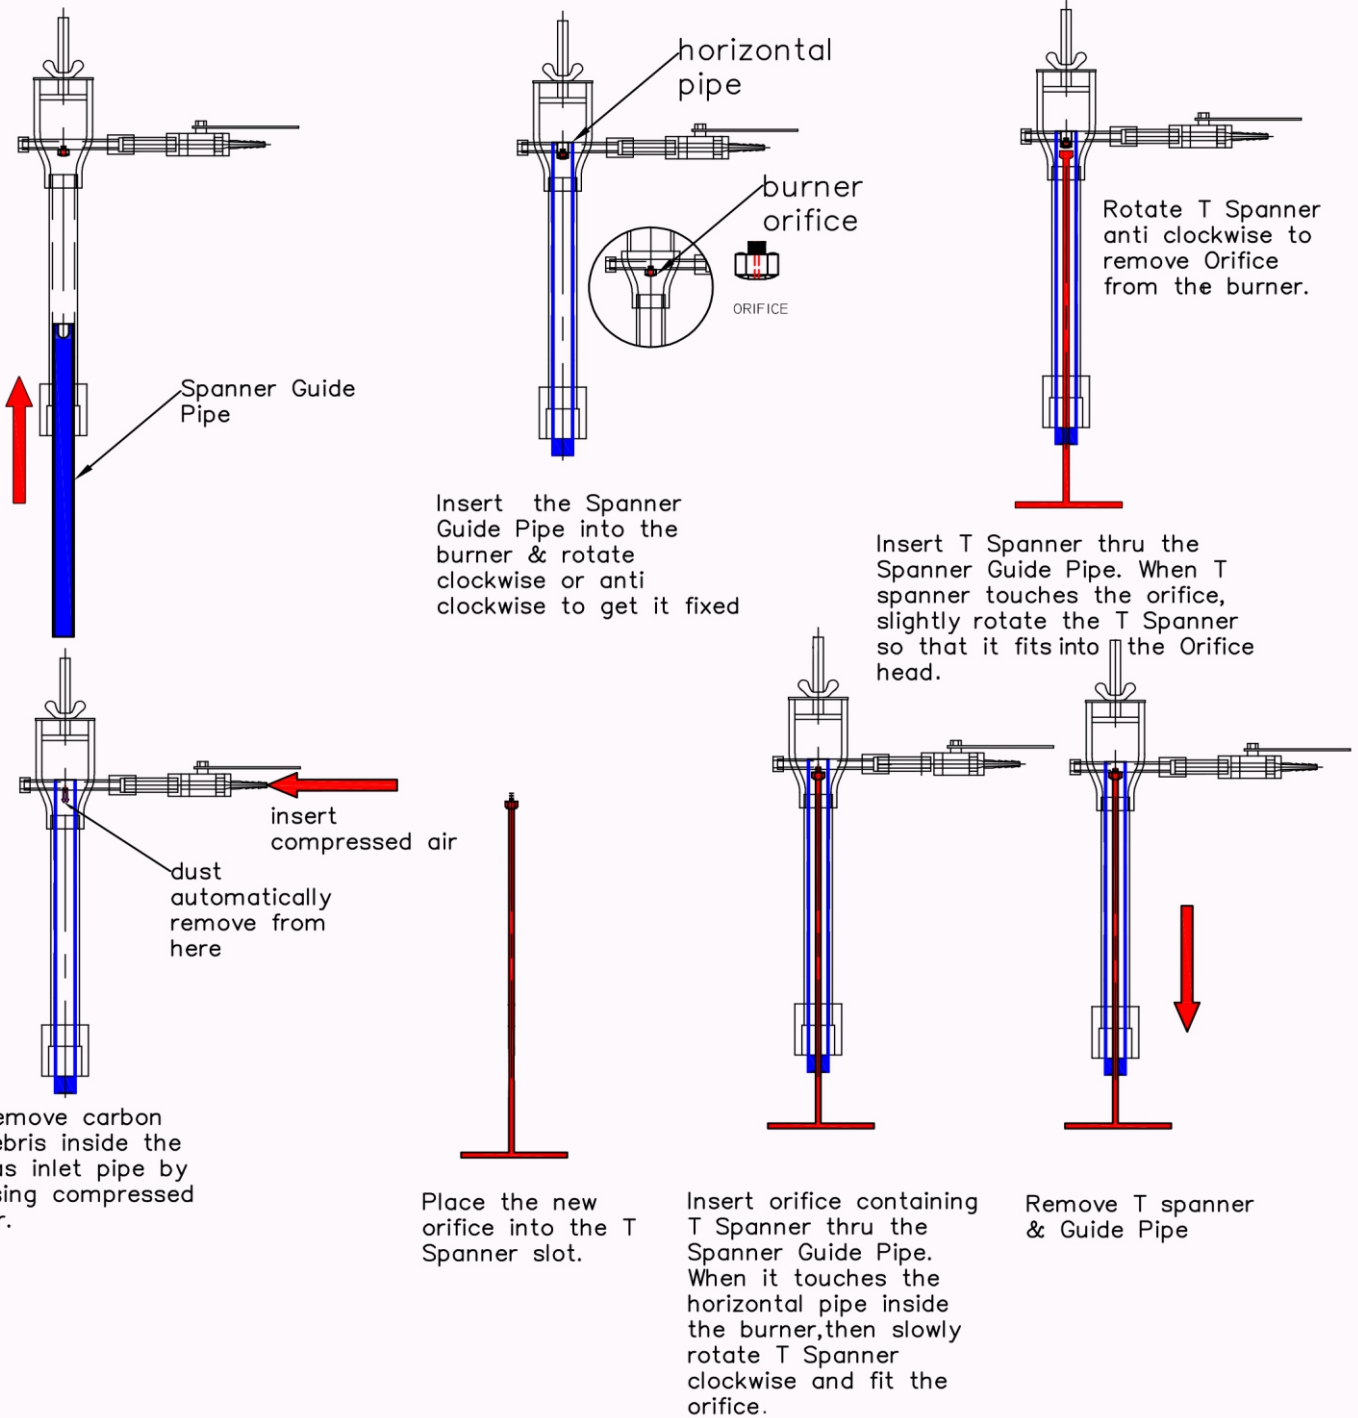 horizontal
pipe
burner
orifice
ORIFICE
Rotate T Spanner
anti clockwise to
remove Orifice
from the burner.
Spanner Guide
Pipe
Insert the Spanner
Guide Pipe into the
burner & rotate
clockwise or anti
clockwise to get it fixed
Insert T Spanner thru the
Spanner Guide Pipe. When T
spanner touches the orifice,
slightly rotate the T Spanner
so that it fits into the Orifice
head.
insert
compressed air
dust
automatically
remove from
here
emove carbon
ebris inside the
as inlet pipe by
sing compressed
r.
Place the new
orifice into the T
Spanner slot.
Insert orifice containing
T Spanner thru the
Spanner Guide Pipe.
When it touches the
horizontal pipe inside
the burner,then slowly
rotate T Spanner
clockwise and fit the
orifice.
Remove T spanner
& Guide Pipe